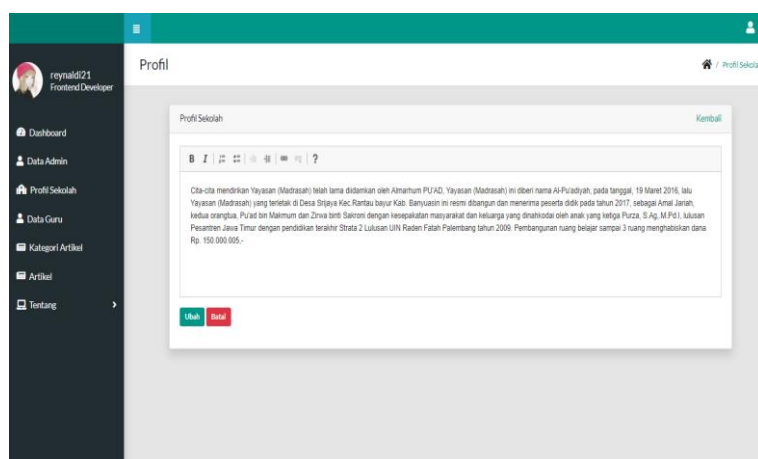 reynaldi21
Frontend Developer
Dashboard
Data Admin
Profil Sekolah
Data Guru
Kategori Artikel
Artikel
Tentang
Profil
/ Profil Sekola
Profil Sekolah
Kembali
B I ?
Cita-cita mendirikan Yayasan (Madrasah) telah lama didamkan oleh Almarhum PU'AD, Yayasan (Madrasah) ini diberi nama Al-Pu'adiyah, pada tanggal, 19 Maret 2016, lalu
Yayasan (Madrasah) yang terletak di Desa Srijaya Kec.Rantau bayur Kab. Banyuasin ini resmi dibangun dan menerima peserta didik pada tahun 2017, sebagai Amal Jariah,
kedua orangtua, Pu'ad bin Makmum dan Zirwa binti Sakroni dengan kesepakatan masyarakat dan keluarga yang dinahkodai oleh anak yang ketiga Purza, S.Ag, M.Pd.I, lulusan
Pesantren Jawa Timur dengan pendidikan terakhir Strata 2 Lulusan UIN Raden Fatah Palembang tahun 2009. Pembangunan ruang belajar sampai 3 ruang menghabiskan dana
Rp. 150.000.005,-
Ubah Batal